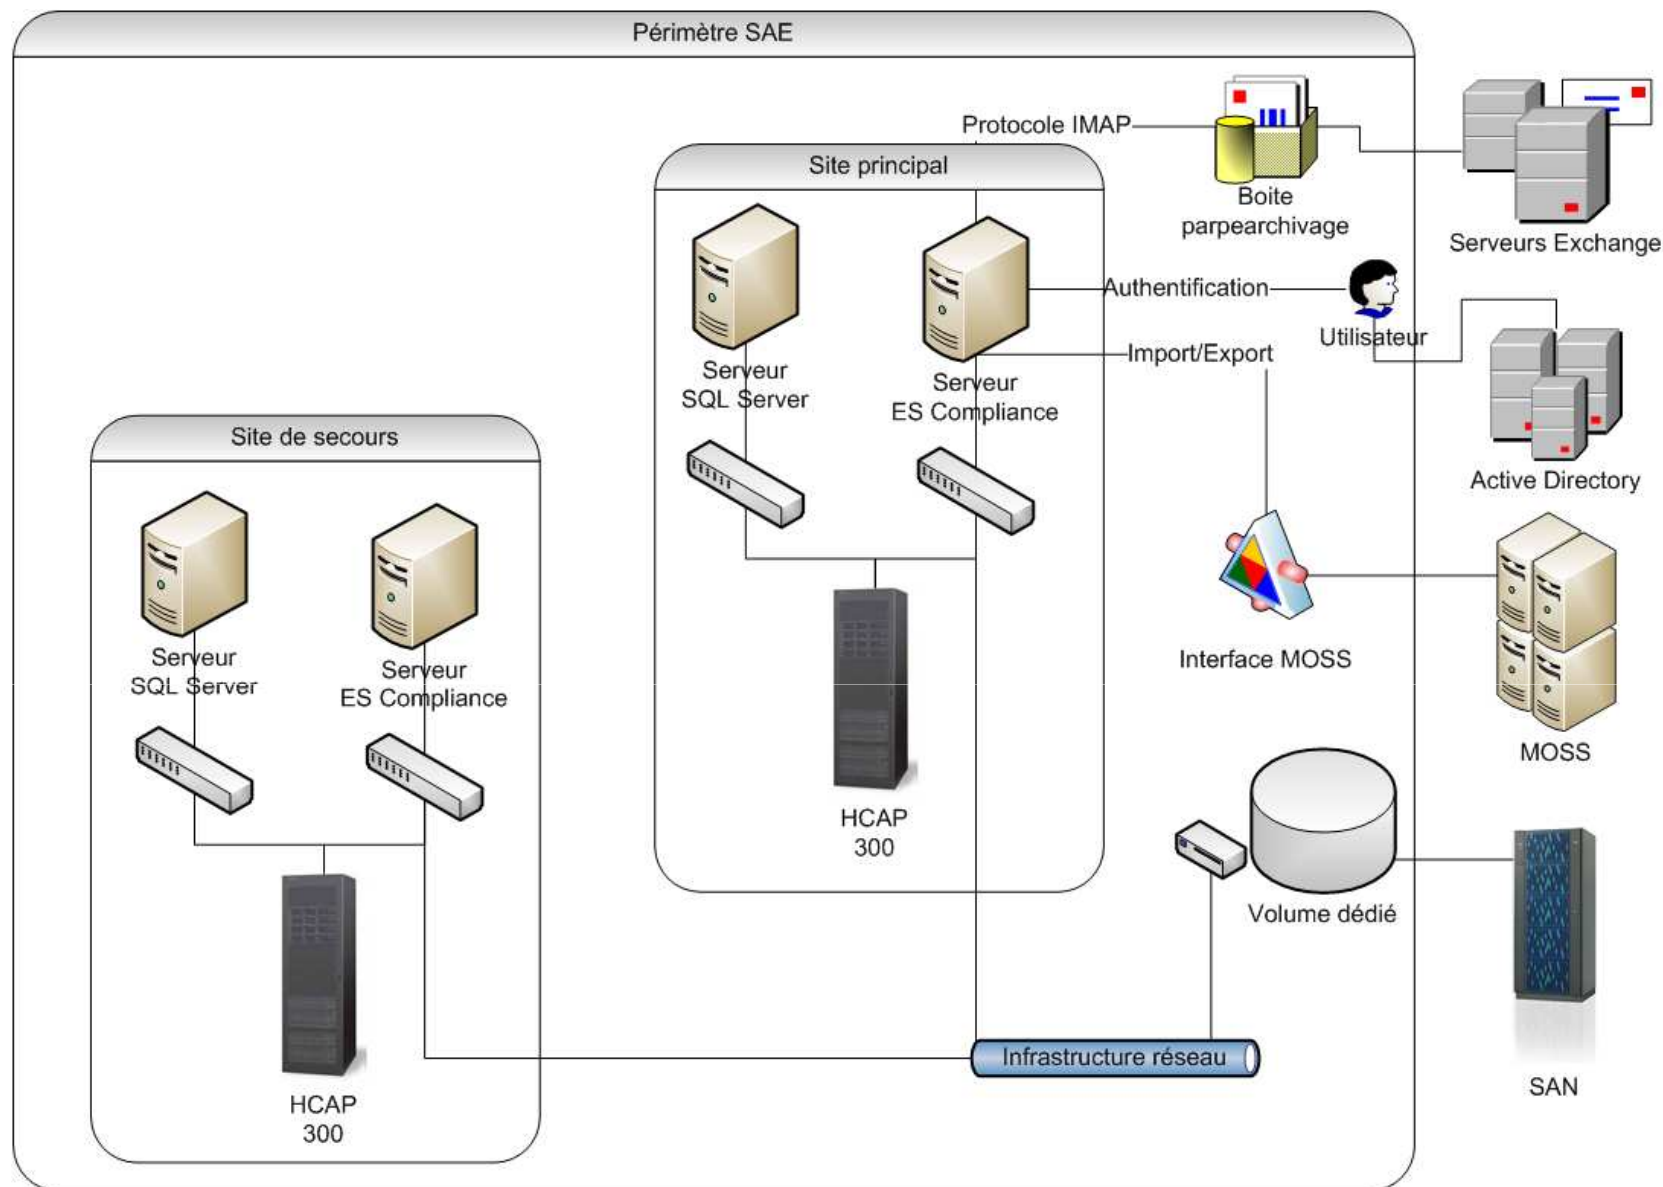 Périmètre SAE
Protocole IMAP
Site principal
Boite
parpearchivage
Serveurs Exchange
Authentification
Utilisateur
Import/Export
Serveur
SQL Server
Serveur
ES Compliance
Active Directory
Site de secours
Interface MOSS
MOSS
Serveur
SQL Server
Serveur
ES Compliance
HCAP
300
Volume dédié
Infrastructure réseau
SAN
HCAP
300